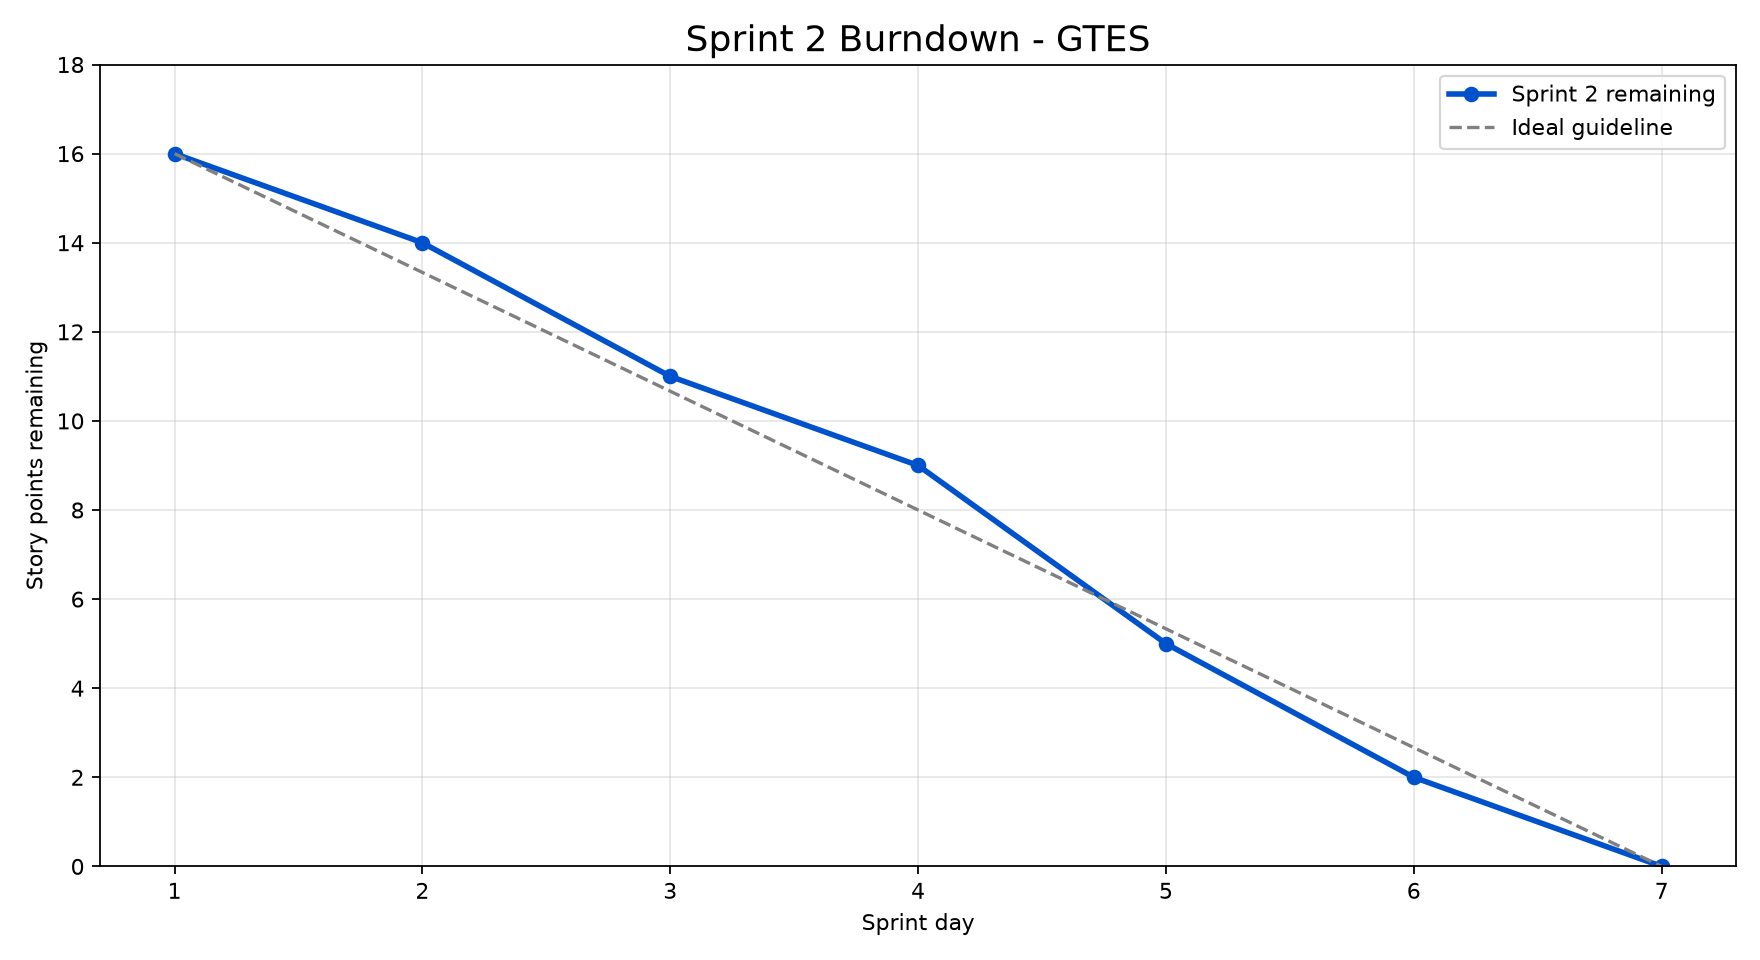 Sprint 2 Burndown - GTES
Sprint 2 remaining
Ideal guideline
Story points remaining
18
16
14
12
10
8
6
4
2
0
1 2 3 4 5 6 7
Sprint day